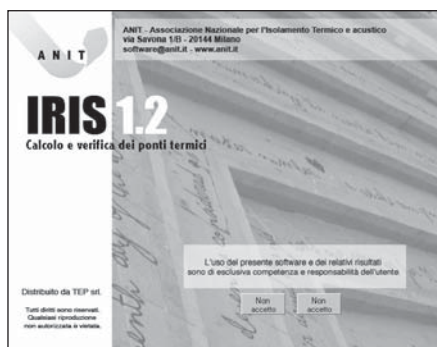 ANIT - Associazione Nazionale per l'Isolamento Termico e acustico
via Savona 1/B - 20144 Milano
software@anit.it - www.anit.it
ANIT
IRIS 1.2
Calcolo e verifica dei ponti termici
L'uso del presente software e dei relativi risultati
sono di esclusiva competenza e responsabilità dell'utente
Non accetto
Non accetto
Distribuito da TEP srl.
Tutti diritti sono riservati.
Qualsiasi riproduzione
non autorizzata è vietata.